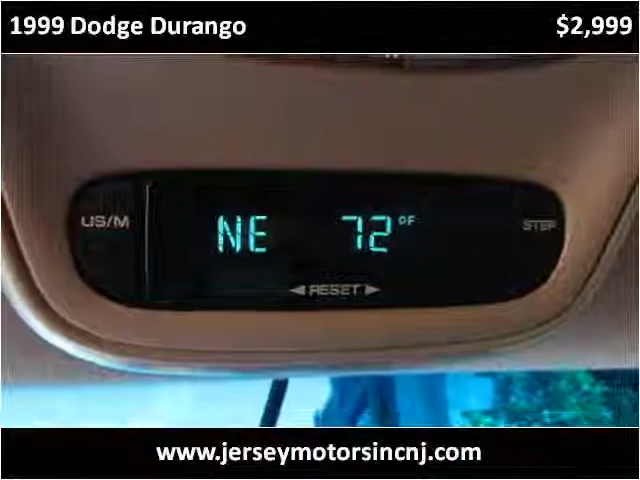 1999 Dodge Durango $2,999
US/M NE 72°F STEP
◄ RESET ►
www.jerseymotorsincnj.com